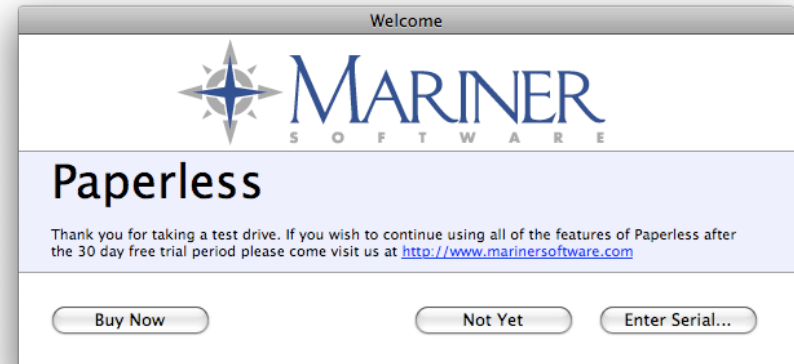 Welcome
MARINER
SOFTWARE
Paperless
Thank you for taking a test drive. If you wish to continue using all of the features of Paperless after
the 30 day free trial period please come visit us at http://www.marinersoftware.com
Buy Now Not Yet Enter Serial...